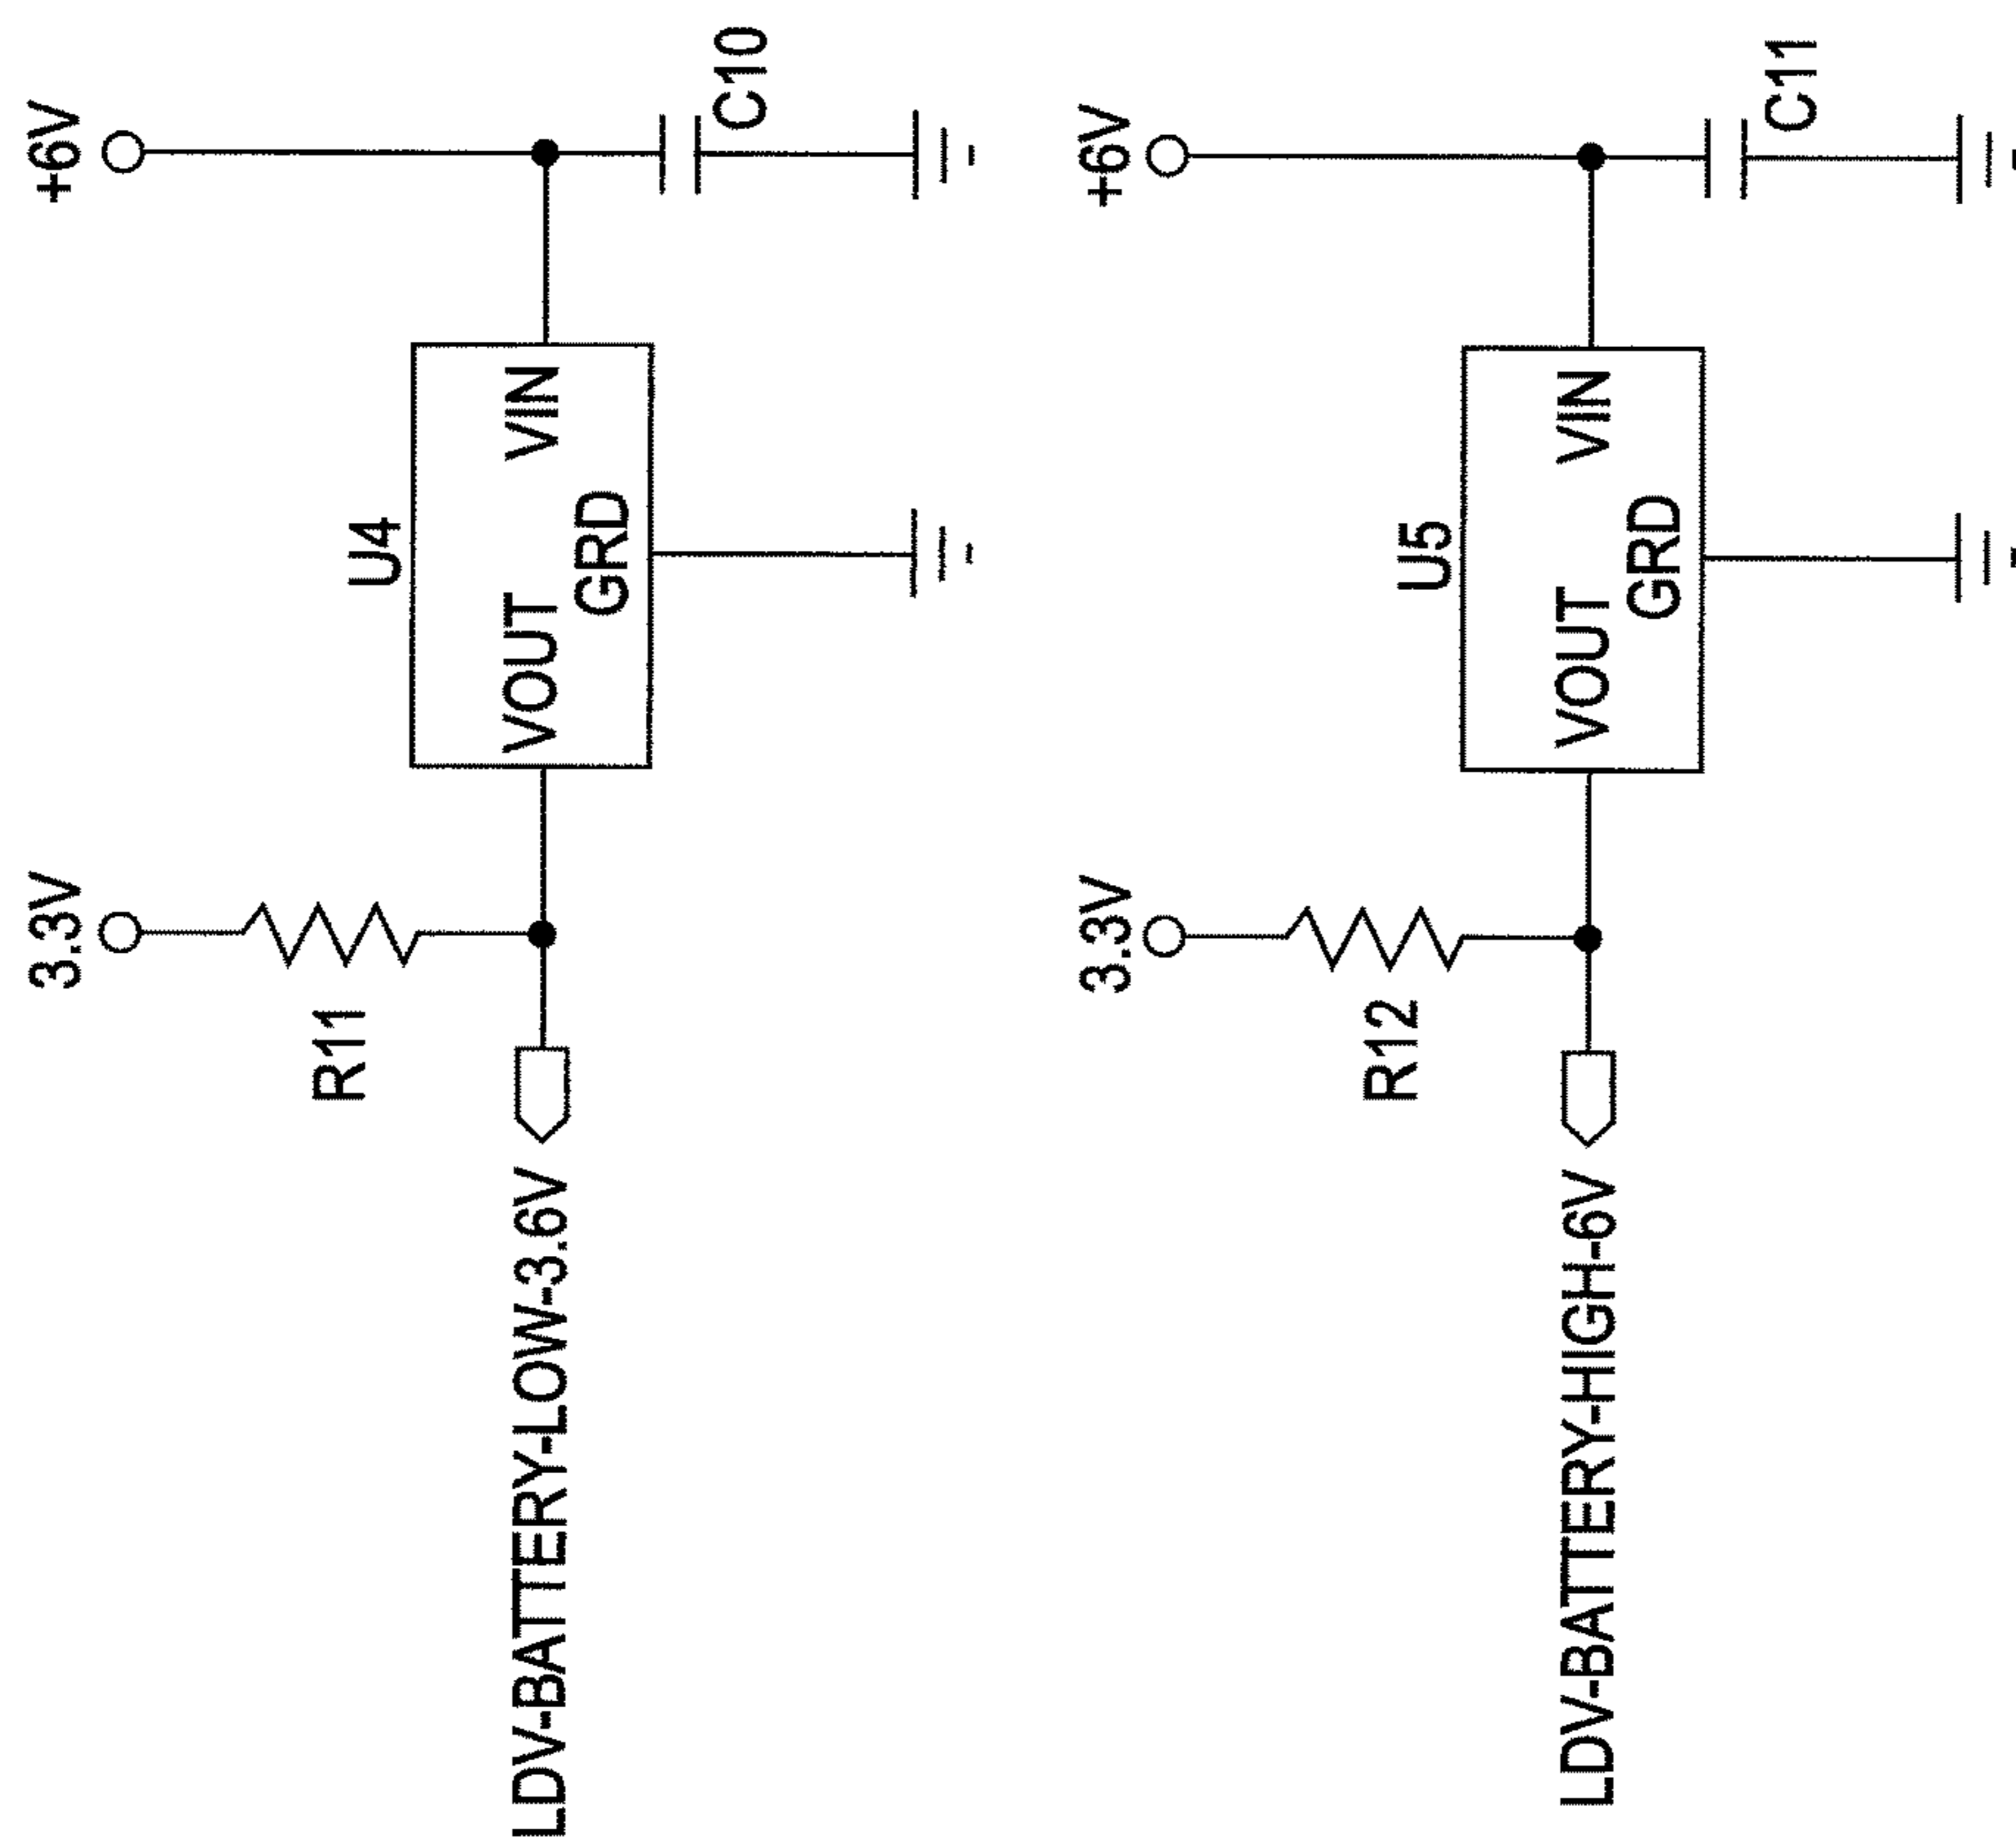 3.3V
+6V
R11
U4
VOUT
VIN
GRD
C10
LDV-BATTERY-LOW-3.6V
3.3V
+6V
R12
U5
VOUT
VIN
GRD
C11
LDV-BATTERY-HIGH-6V